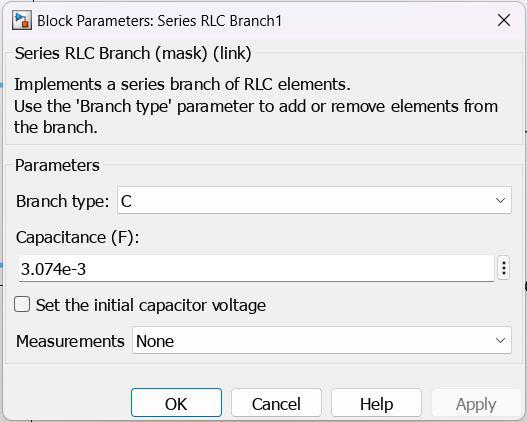 Block Parameters: Series RLC Branch1
Series RLC Branch (mask) (link)
Implements a series branch of RLC elements.
Use the 'Branch type' parameter to add or remove elements from
the branch.
Parameters
Branch type: C
Capacitance (F):
3.074e-3
Set the initial capacitor voltage
Measurements None
OK Cancel Help Apply